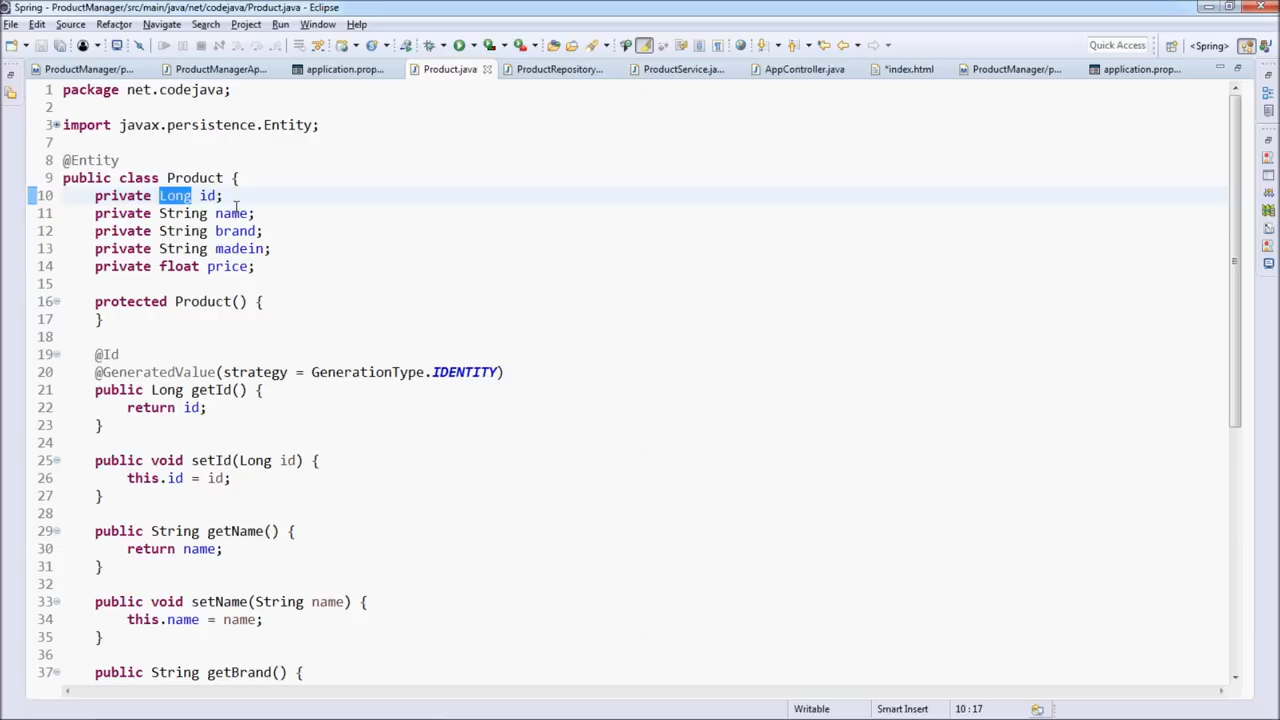 Spring - ProductManager/src/main/java/net/codejava/Product.java - Eclipse
File Edit Source Refactor Navigate Search Project Run Window Help
Quick Access <Spring>
ProductManager/p... ProductManagerAp... application.prop... Product.java ProductRepository... ProductService.ja... AppController.java *index.html ProductManager/p... application.prop...
1 package net.codejava;
2
3 import javax.persistence.Entity;
7
8 @Entity
9 public class Product {
10 private Long id;
11 private String name;
12 private String brand;
13 private String madein;
14 private float price;
15
16 protected Product() {
17 }
18
19 @Id
20 @GeneratedValue(strategy = GenerationType.IDENTITY)
21 public Long getId() {
22 return id;
23 }
24
25 public void setId(Long id) {
26 this.id = id;
27 }
28
29 public String getName() {
30 return name;
31 }
32
33 public void setName(String name) {
34 this.name = name;
35 }
36
37 public String getBrand() {
Writable Smart Insert 10 : 17